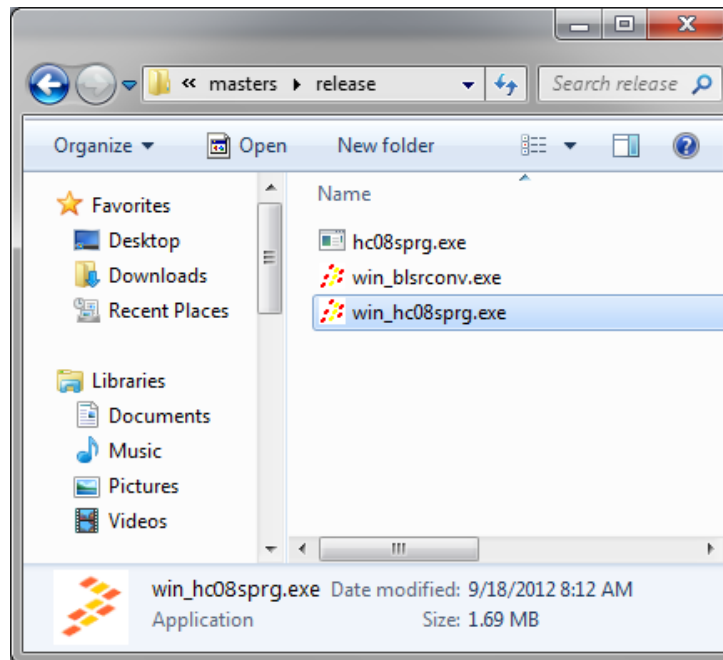 « masters ▸ release
Search release
Organize ▾ Open New folder
Favorites
Desktop
Downloads
Recent Places
Libraries
Documents
Music
Pictures
Videos
Name
hc08sprg.exe
win_blsrconv.exe
win_hc08sprg.exe
win_hc08sprg.exe Date modified: 9/18/2012 8:12 AM
Application Size: 1.69 MB